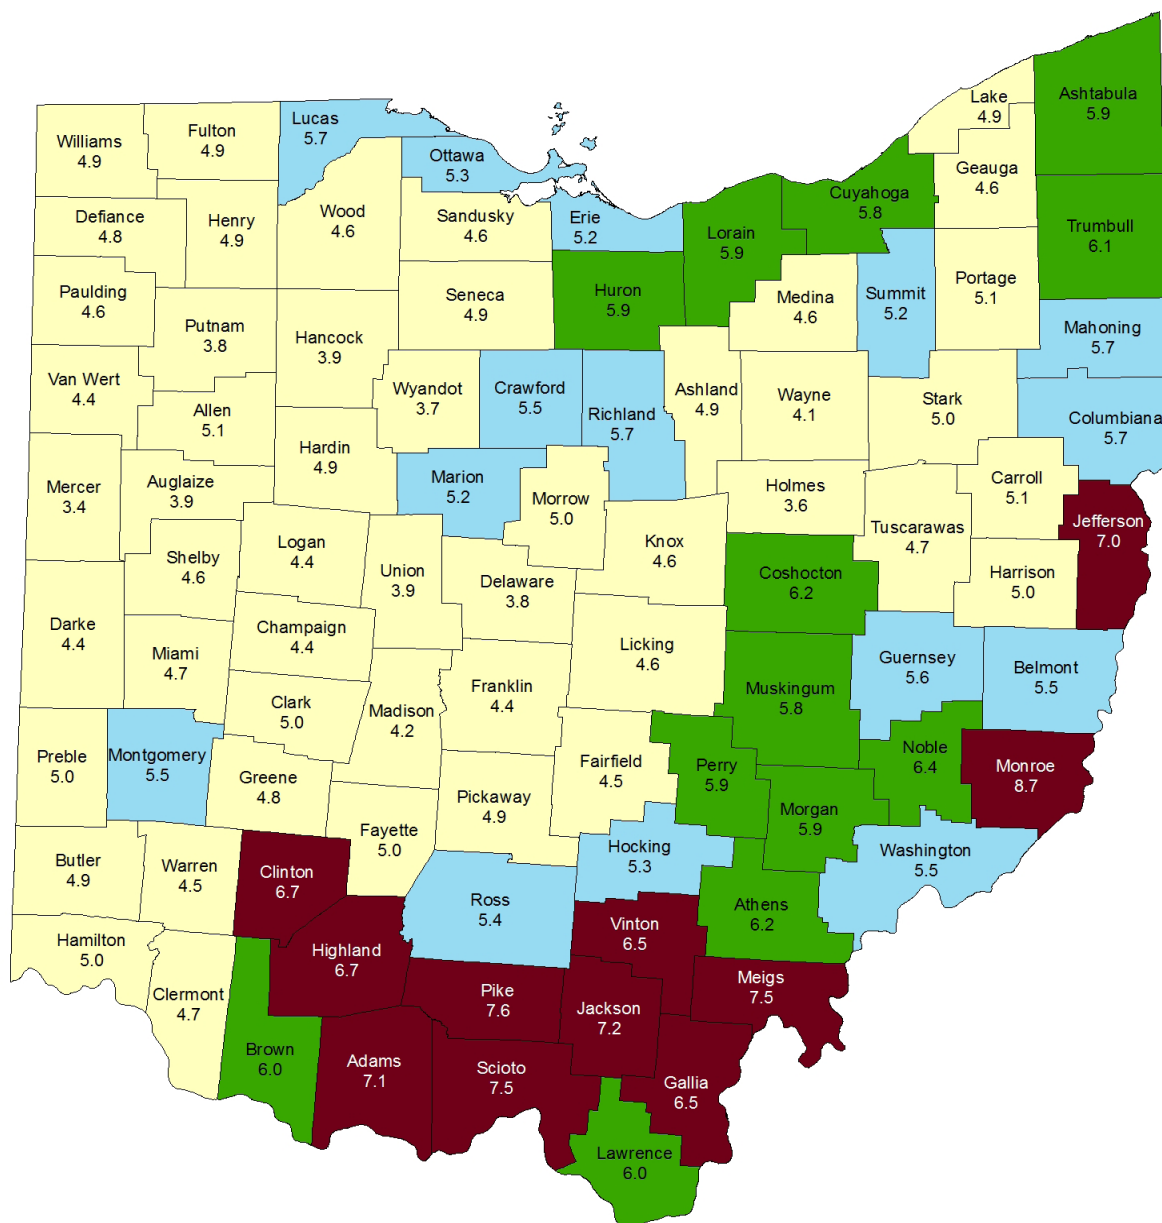 Lake
4.9
Ashtabula
5.9
Williams
4.9
Fulton
4.9
Lucas
5.7
Ottawa
5.3
Geauga
4.6
Cuyahoga
5.8
Defiance
4.8
Henry
4.9
Wood
4.6
Sandusky
4.6
Erie
5.2
Lorain
5.9
Trumbull
6.1
Paulding
4.6
Putnam
3.8
Hancock
3.9
Seneca
4.9
Huron
5.9
Medina
4.6
Summit
5.2
Portage
5.1
Mahoning
5.7
Van Wert
4.4
Allen
5.1
Wyandot
3.7
Crawford
5.5
Richland
5.7
Ashland
4.9
Wayne
4.1
Stark
5.0
Columbiana
5.7
Mercer
3.4
Auglaize
3.9
Hardin
4.9
Marion
5.2
Morrow
5.0
Holmes
3.6
Tuscarawas
4.7
Carroll
5.1
Jefferson
7.0
Shelby
4.6
Logan
4.4
Union
3.9
Delaware
3.8
Knox
4.6
Coshocton
6.2
Harrison
5.0
Darke
4.4
Miami
4.7
Champaign
4.4
Licking
4.6
Guernsey
5.6
Belmont
5.5
Clark
5.0
Madison
4.2
Franklin
4.4
Muskingum
5.8
Preble
5.0
Montgomery
5.5
Greene
4.8
Fairfield
4.5
Perry
5.9
Noble
6.4
Monroe
8.7
Pickaway
4.9
Morgan
5.9
Fayette
5.0
Butler
4.9
Warren
4.5
Clinton
6.7
Hocking
5.3
Washington
5.5
Ross
5.4
Vinton
6.5
Athens
6.2
Hamilton
5.0
Highland
6.7
Clermont
4.7
Pike
7.6
Jackson
7.2
Meigs
7.5
Brown
6.0
Adams
7.1
Scioto
7.5
Gallia
6.5
Lawrence
6.0